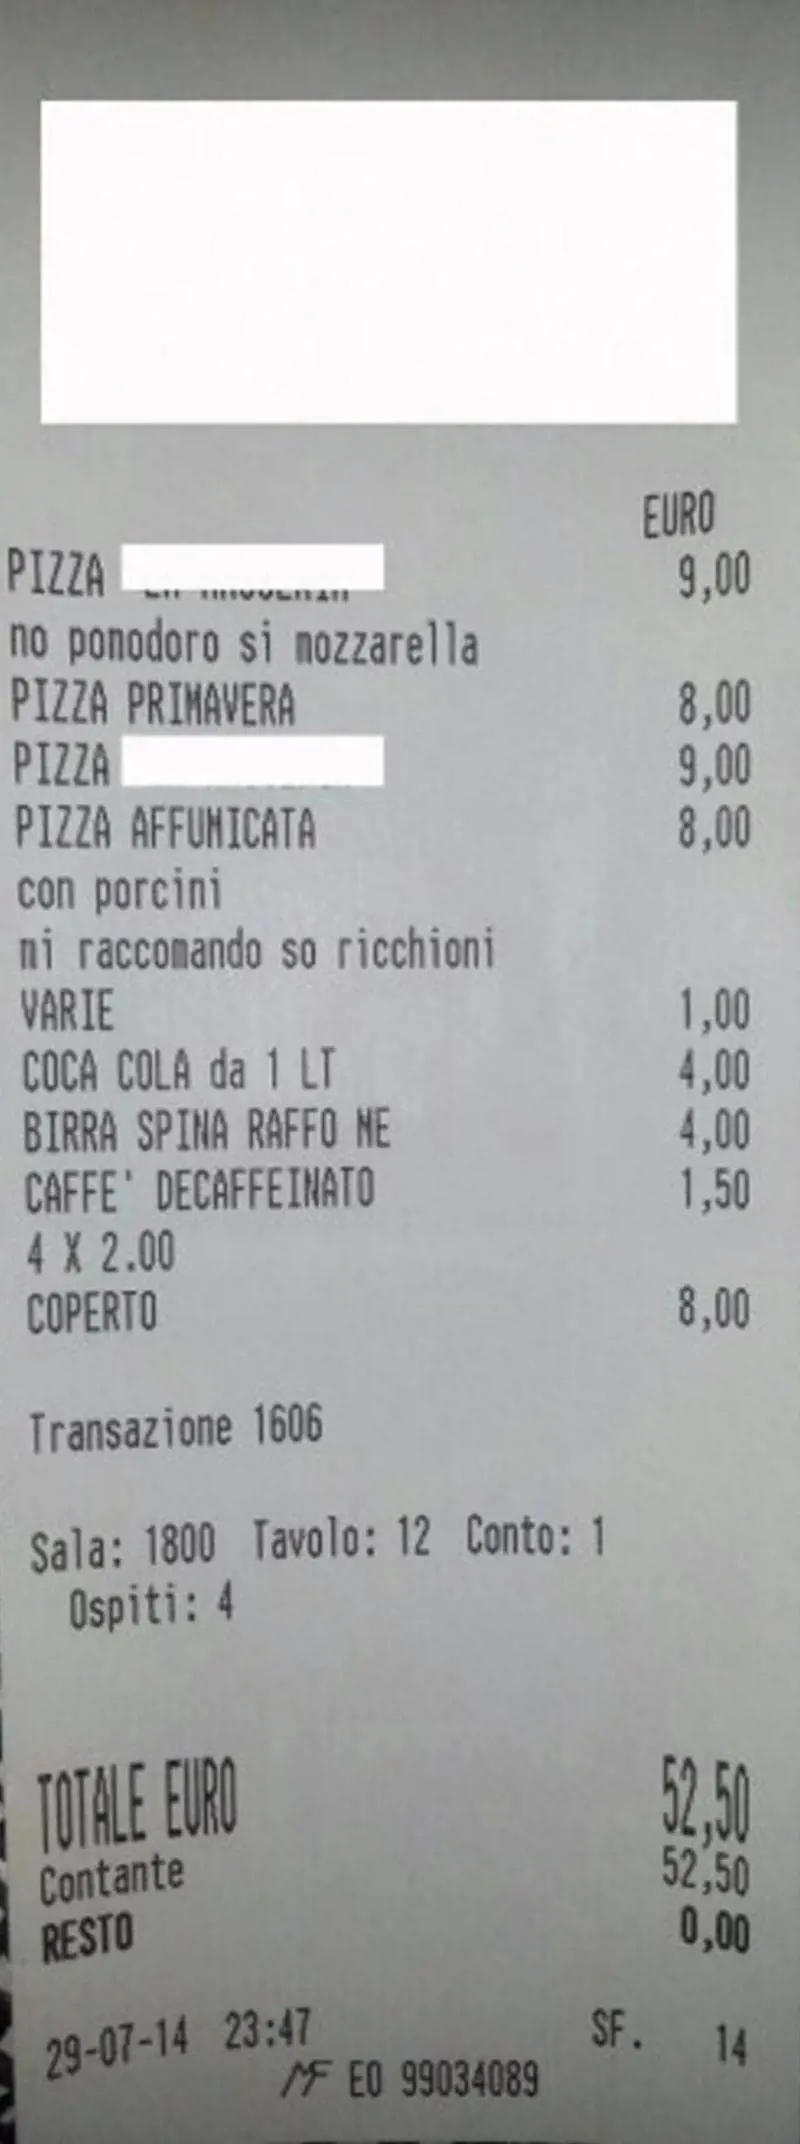 EURO
PIZZA 9,00
no ponodoro si mozzarella
PIZZA PRIMAVERA 8,00
PIZZA 9,00
PIZZA AFFUMICATA 8,00
con porcini
mi raccomando so ricchioni
VARIE 1,00
COCA COLA da 1 LT 4,00
BIRRA SPINA RAFFO ME 4,00
CAFFE' DECAFFEINATO 1,50
4 X 2.00
COPERTO 8,00
Transazione 1606
Sala: 1800 Tavolo: 12 Conto: 1
Ospiti: 4
TOTALE EURO 52,50
Contante 52,50
RESTO 0,00
29-07-14 23:47 SF. 14
MF EO 99034089